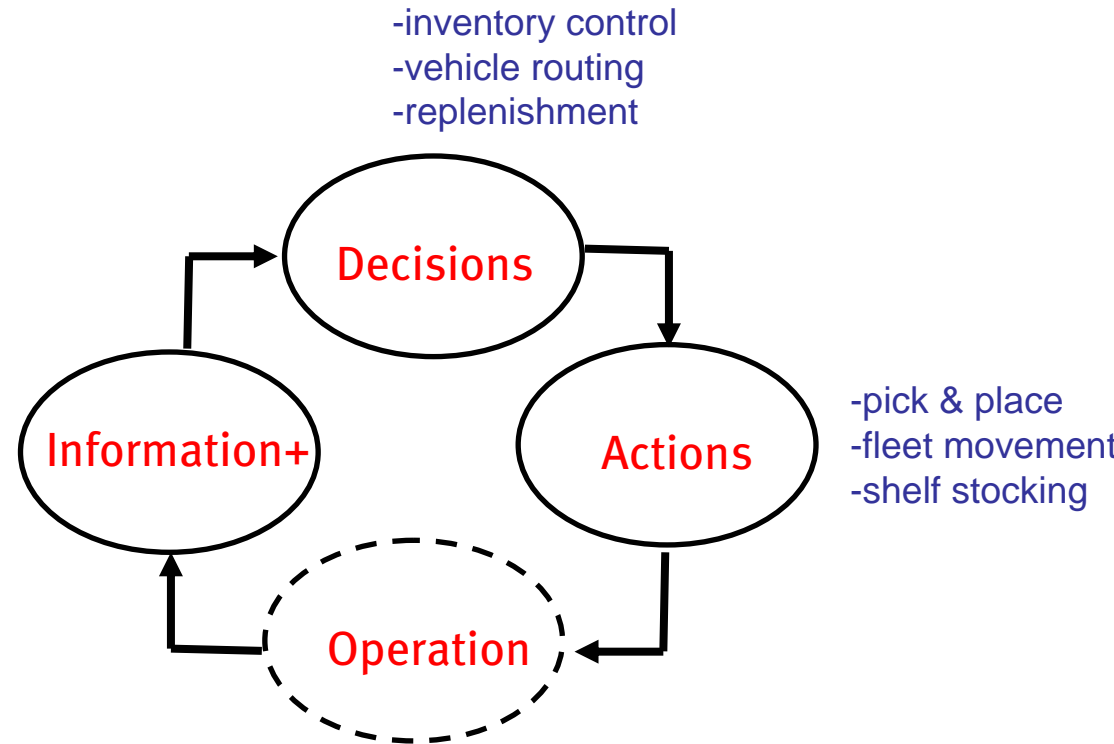 -inventory control
-vehicle routing
-replenishment
Decisions
Information+
Actions
-pick & place
-fleet movement
-shelf stocking
Operation